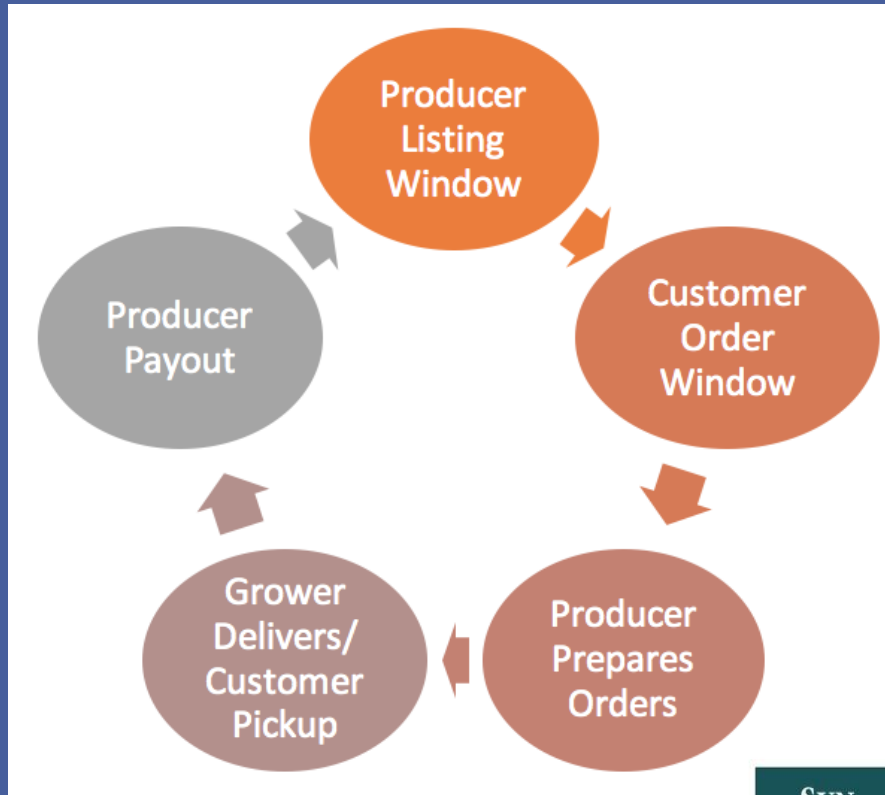 Producer
Listing
Window
Customer
Order
Window
Producer
Prepares
Orders
Grower
Delivers/
Customer
Pickup
Producer
Payout